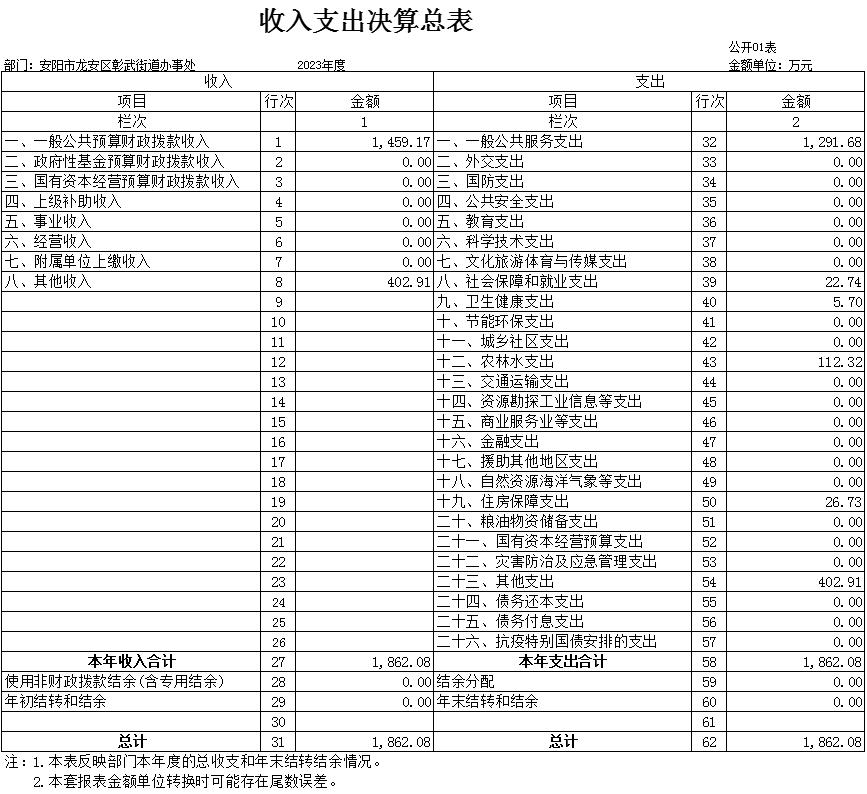 收入支出决算总表
公开01表
部门：安阳市龙安区彰武街道办事处 2023年度 金额单位：万元
收入 支出
项目 行次 金额 项目 行次 金额
栏次 1 栏次 2
一、一般公共预算财政拨款收入 1 1,459.17 一、一般公共服务支出 32 1,291.68
二、政府性基金预算财政拨款收入 2 0.00 二、外交支出 33 0.00
三、国有资本经营预算财政拨款收入 3 0.00 三、国防支出 34 0.00
四、上级补助收入 4 0.00 四、公共安全支出 35 0.00
五、事业收入 5 0.00 五、教育支出 36 0.00
六、经营收入 6 0.00 六、科学技术支出 37 0.00
七、附属单位上缴收入 7 0.00 七、文化旅游体育与传媒支出 38 0.00
八、其他收入 8 402.91 八、社会保障和就业支出 39 22.74
9 九、卫生健康支出 40 5.70
10 十、节能环保支出 41 0.00
11 十一、城乡社区支出 42 0.00
12 十二、农林水支出 43 112.32
13 十三、交通运输支出 44 0.00
14 十四、资源勘探工业信息等支出 45 0.00
15 十五、商业服务业等支出 46 0.00
16 十六、金融支出 47 0.00
17 十七、援助其他地区支出 48 0.00
18 十八、自然资源海洋气象等支出 49 0.00
19 十九、住房保障支出 50 26.73
20 二十、粮油物资储备支出 51 0.00
21 二十一、国有资本经营预算支出 52 0.00
22 二十二、灾害防治及应急管理支出 53 0.00
23 二十三、其他支出 54 402.91
24 二十四、债务还本支出 55 0.00
25 二十五、债务付息支出 56 0.00
26 二十六、抗疫特别国债安排的支出 57 0.00
本年收入合计 27 1,862.08 本年支出合计 58 1,862.08
使用非财政拨款结余(含专用结余) 28 0.00 结余分配 59 0.00
年初结转和结余 29 0.00 年末结转和结余 60 0.00
30 61
总计 31 1,862.08 总计 62 1,862.08
注：1.本表反映部门本年度的总收支和年末结转结余情况。
2.本套报表金额单位转换时可能存在尾数误差。